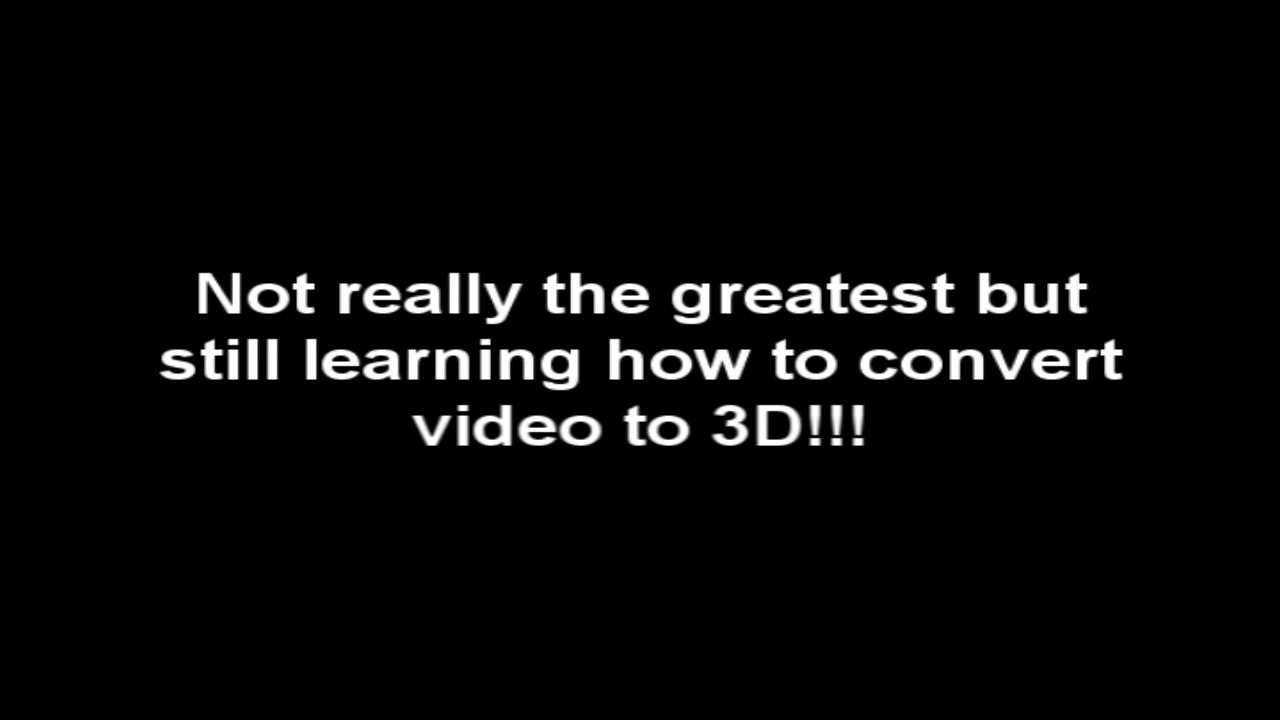 Not really the greatest but
still learning how to convert
video to 3D!!!